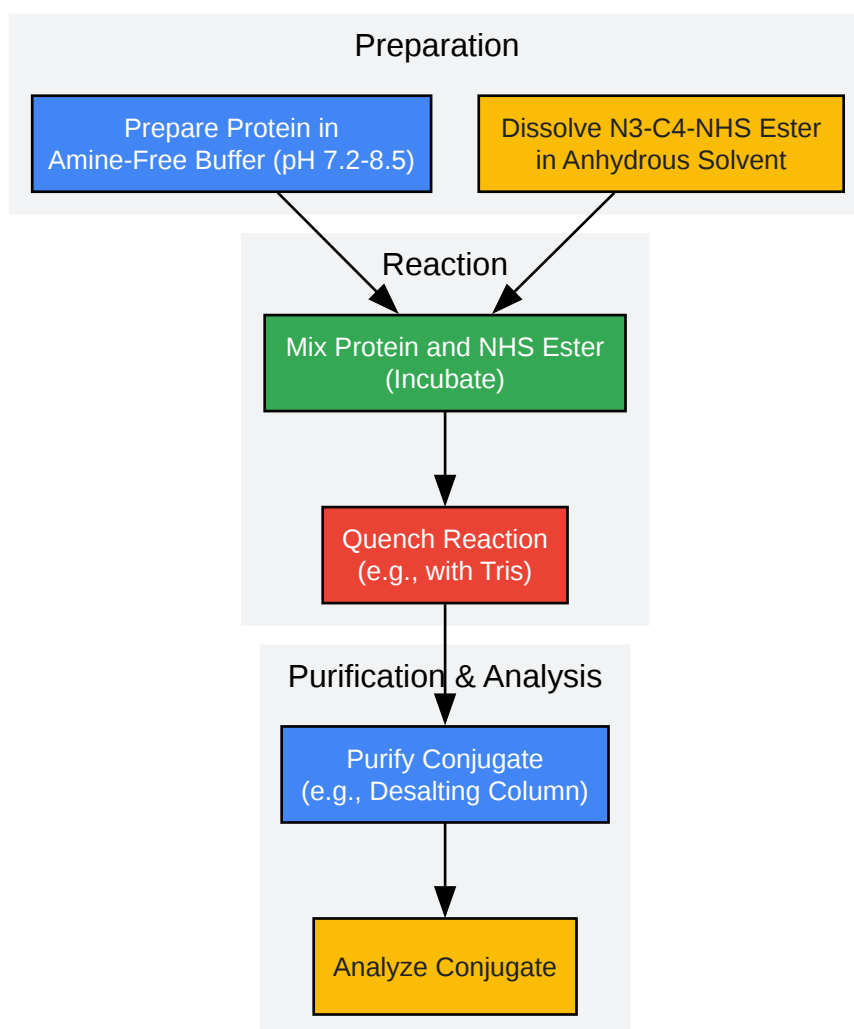 Preparation
Prepare Protein in
Amine-Free Buffer (pH 7.2-8.5)
Dissolve N3-C4-NHS Ester
in Anhydrous Solvent
Reaction
Mix Protein and NHS Ester
(Incubate)
Quench Reaction
(e.g., with Tris)
Purification & Analysis
Purify Conjugate
(e.g., Desalting Column)
Analyze Conjugate